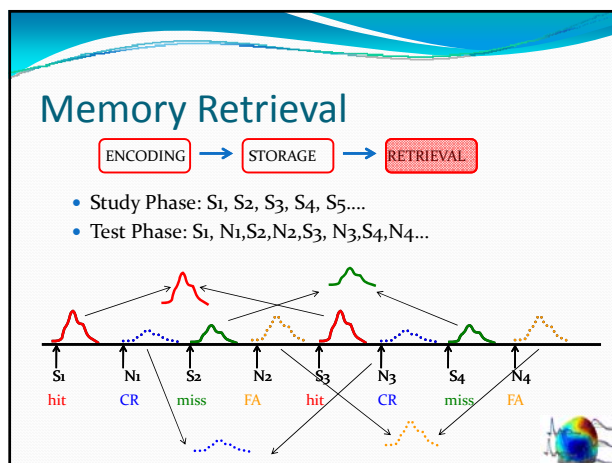 Memory Retrieval
ENCODING STORAGE RETRIEVAL
• Study Phase: S1, S2, S3, S4, S5....
• Test Phase: S1, N1,S2,N2,S3, N3,S4,N4...
S1 N1 S2 N2 S3 N3 S4 N4
hit CR miss FA hit CR miss FA